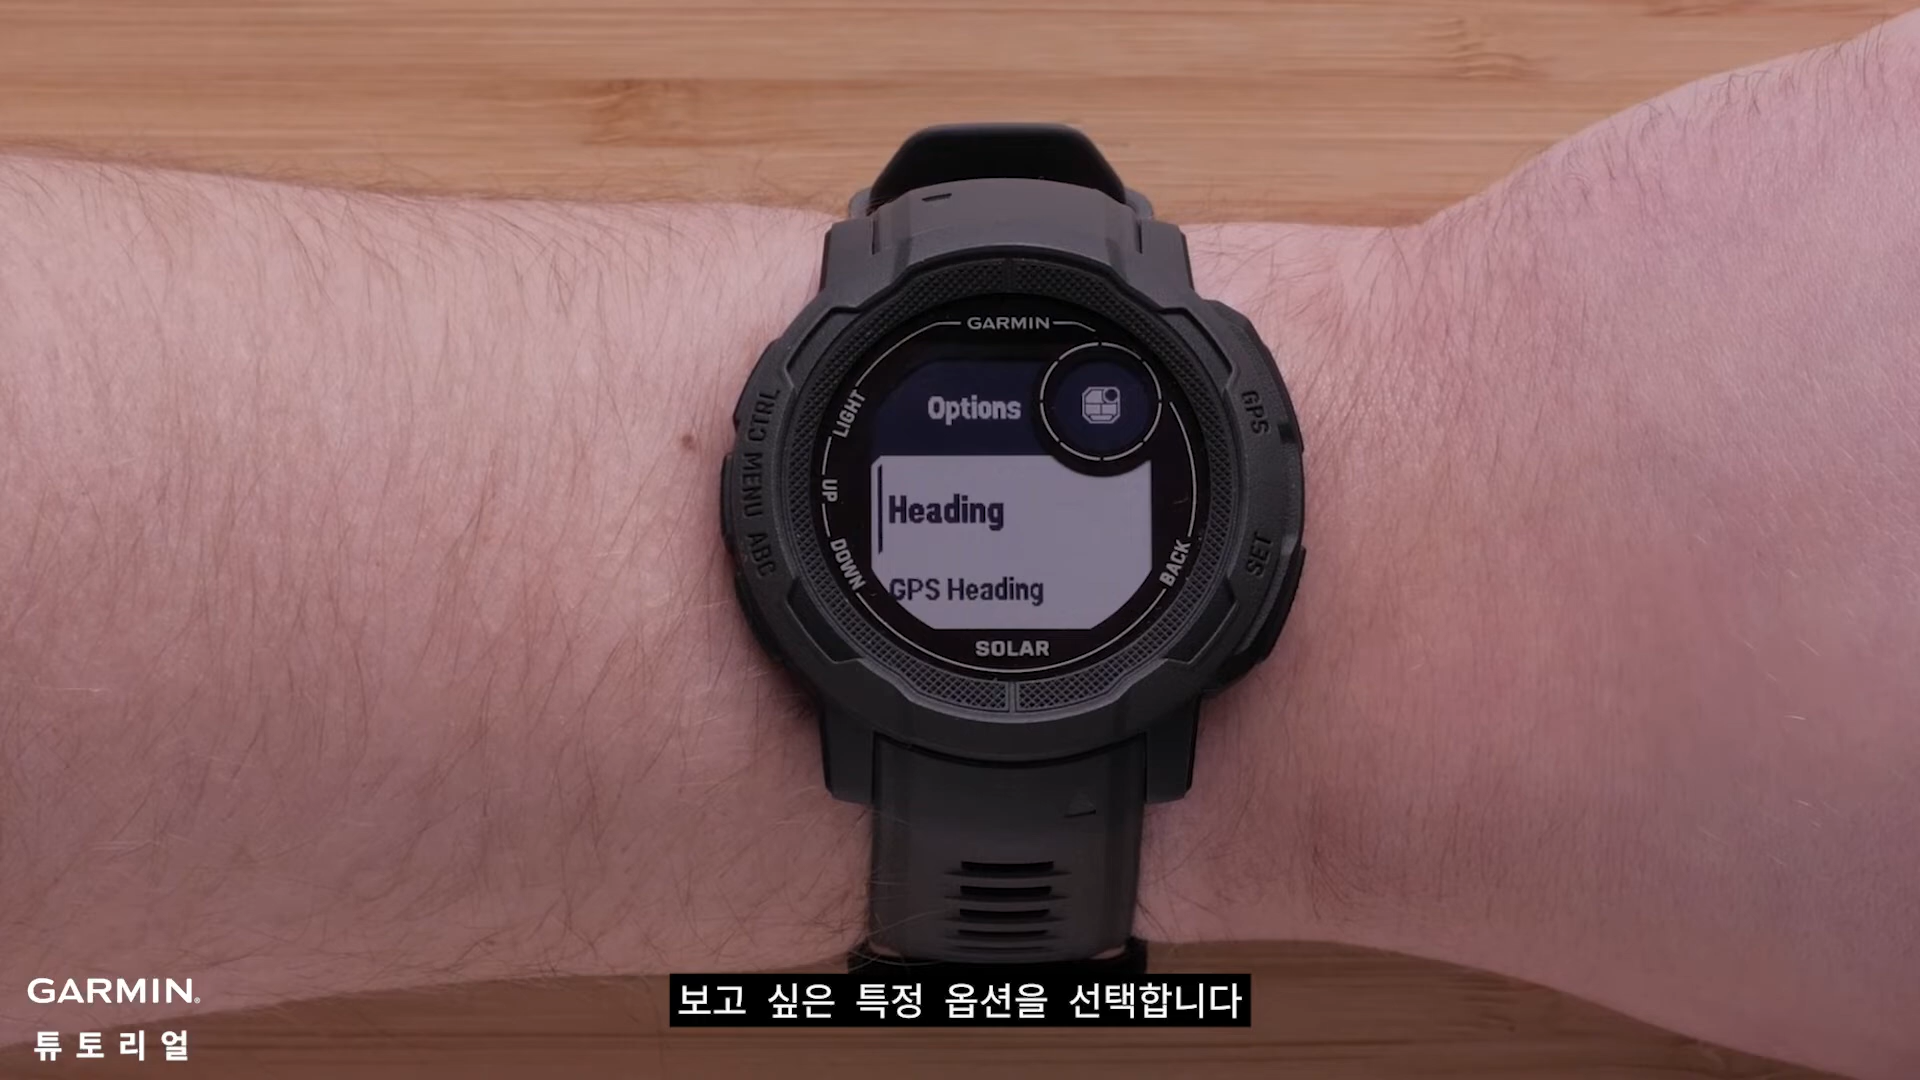 GARMIN
LIGHT
UP
DOWN
BACK
SOLAR
CTRL
MENU
ABC
GPS
SET
Options
Heading
GPS Heading
보고 싶은 특정 옵션을 선택합니다
GARMIN®
튜토리얼